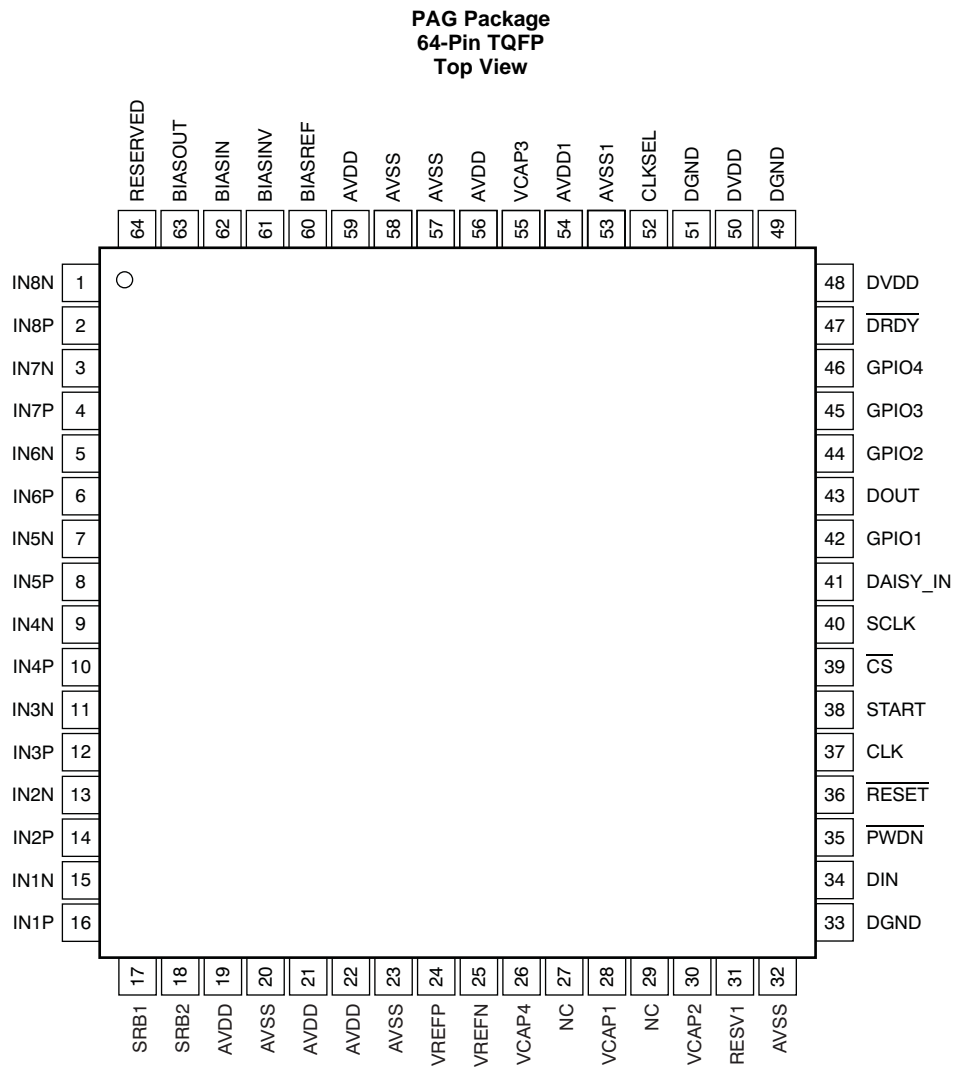 PAG Package
64-Pin TQFP
Top View
RESERVED
BIASOUT
BIASIN
BIASINV
BIASREF
AVDD
AVSS
AVSS
AVDD
VCAP3
AVDD1
AVSS1
CLKSEL
DGND
DVDD
DGND
64
63
62
61
60
59
58
57
56
55
54
53
52
51
50
49
IN8N 1
IN8P 2
IN7N 3
IN7P 4
IN6N 5
IN6P 6
IN5N 7
IN5P 8
IN4N 9
IN4P 10
IN3N 11
IN3P 12
IN2N 13
IN2P 14
IN1N 15
IN1P 16
48 DVDD
47 DRDY
46 GPIO4
45 GPIO3
44 GPIO2
43 DOUT
42 GPIO1
41 DAISY_IN
40 SCLK
39 CS
38 START
37 CLK
36 RESET
35 PWDN
34 DIN
33 DGND
17
18
19
20
21
22
23
24
25
26
27
28
29
30
31
32
SRB1
SRB2
AVDD
AVSS
AVDD
AVDD
AVSS
VREFP
VREFN
VCAP4
NC
VCAP1
NC
VCAP2
RESV1
AVSS